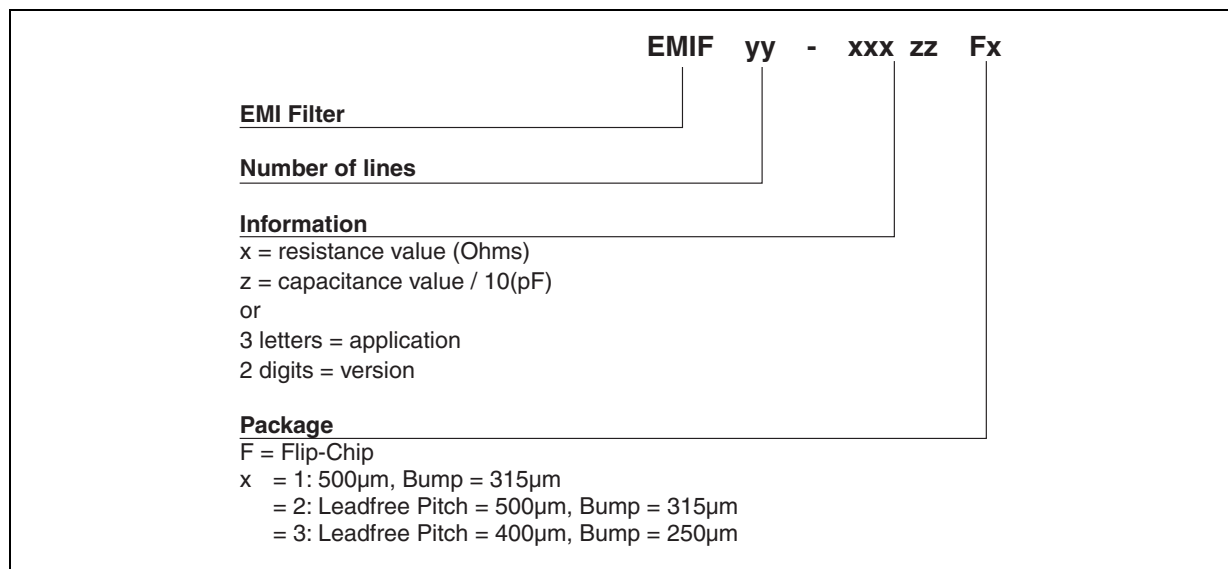 EMIF yy - xxx zz Fx
EMI Filter
Number of lines
Information
x = resistance value (Ohms)
z = capacitance value / 10(pF)
or
3 letters = application
2 digits = version
Package
F = Flip-Chip
x = 1: 500µm, Bump = 315µm
= 2: Leadfree Pitch = 500µm, Bump = 315µm
= 3: Leadfree Pitch = 400µm, Bump = 250µm